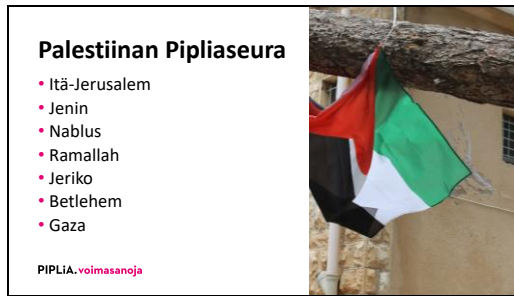 Palestiinan Pipliaseura
• Itä-Jerusalem
• Jenin
• Nablus
• Ramallah
• Jeriko
• Betlehem
• Gaza
PIPLiA.voimasanoja